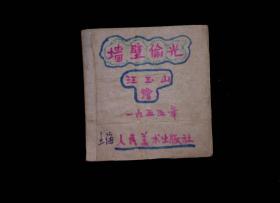 墙壁偷光
汪玉山
绘
一九五五年
上海人民美术出版社